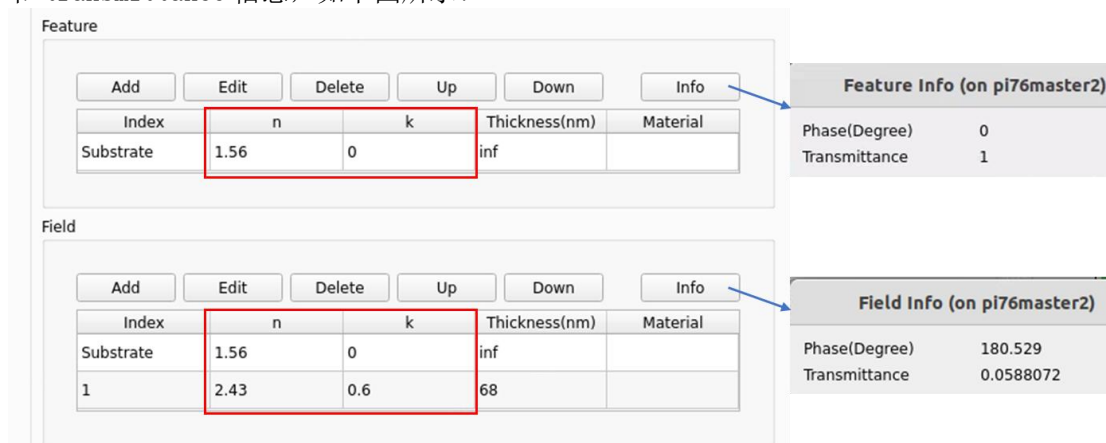 Feature
Add Edit Delete Up Down Info
Index n k Thickness(nm) Material
Substrate 1.56 0 inf
Feature Info (on pi76master2)
Phase(Degree) 0
Transmittance 1
Field
Add Edit Delete Up Down Info
Index n k Thickness(nm) Material
Substrate 1.56 0 inf
1 2.43 0.6 68
Field Info (on pi76master2)
Phase(Degree) 180.529
Transmittance 0.0588072